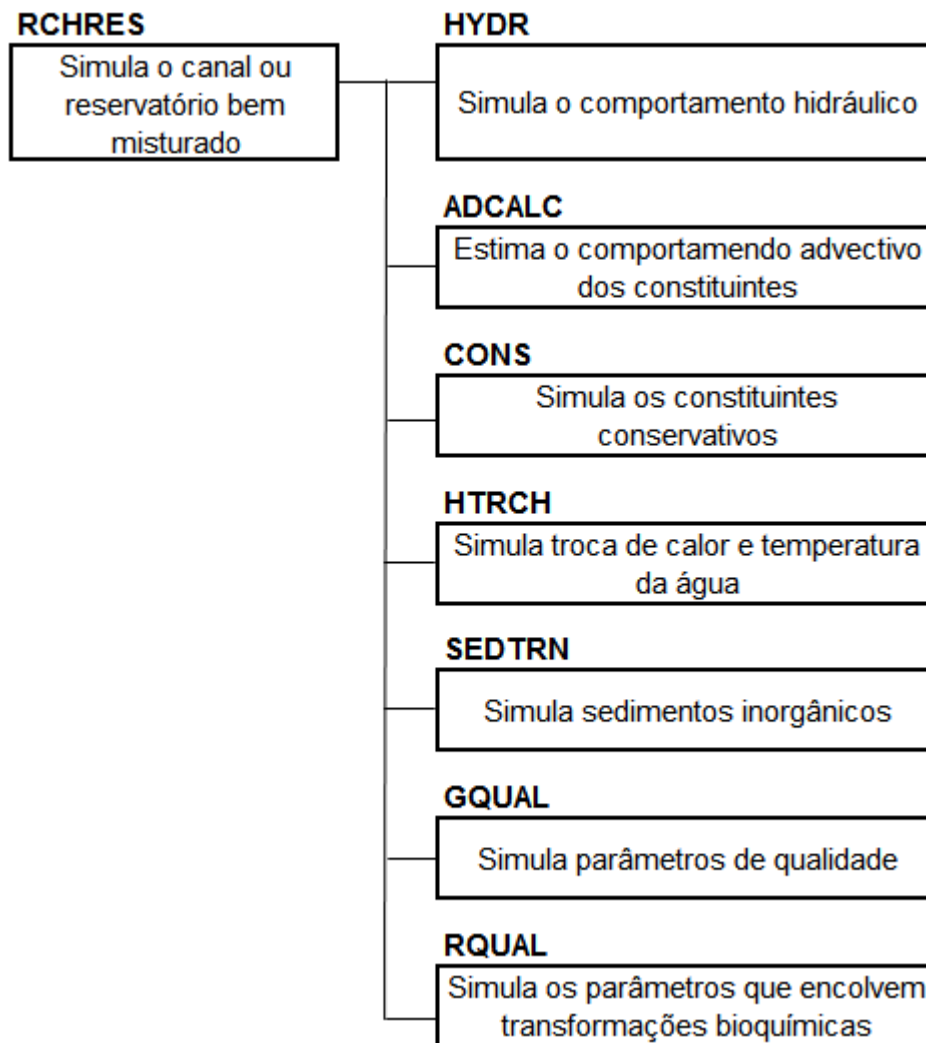 RCHRES
Simula o canal ou
reservatório bem
misturado
HYDR
Simula o comportamento hidráulico
ADCALC
Estima o comportamendo advectivo
dos constituintes
CONS
Simula os constituintes
conservativos
HTRCH
Simula troca de calor e temperatura
da água
SEDTRN
Simula sedimentos inorgânicos
GQUAL
Simula parâmetros de qualidade
RQUAL
Simula os parâmetros que encolvem
transformações bioquímicas